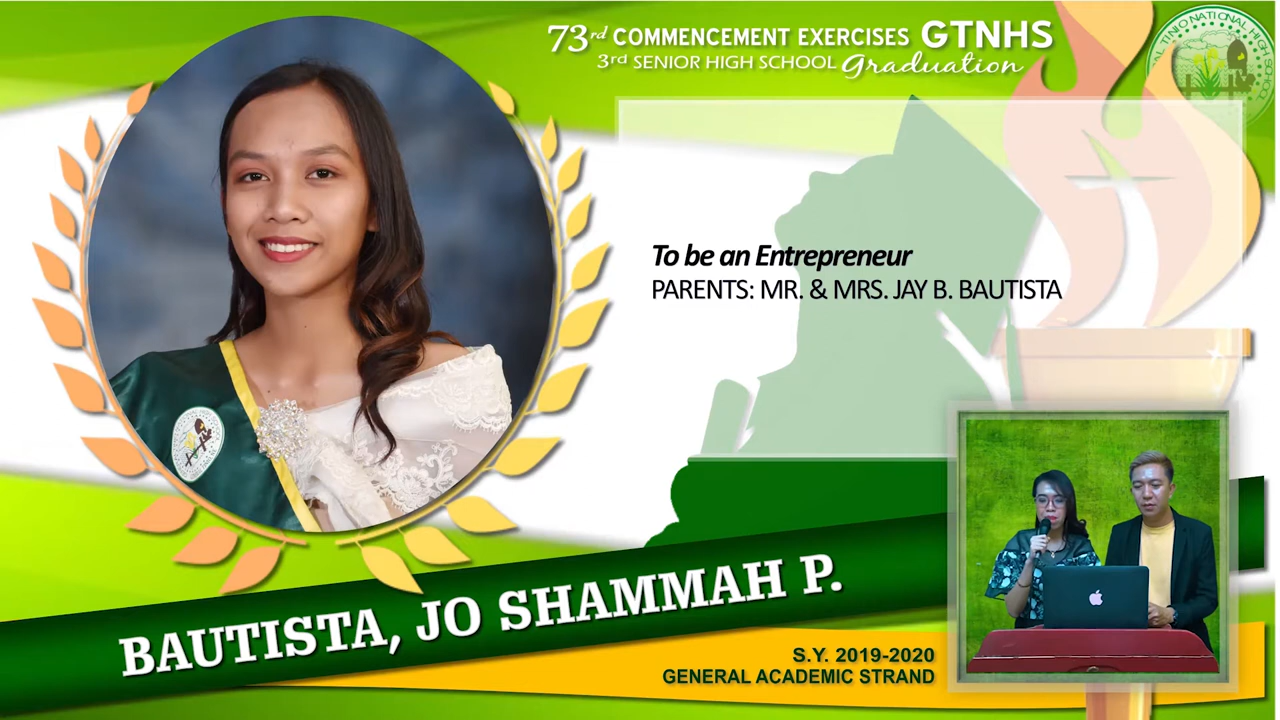 73rd COMMENCEMENT EXERCISES GTNHS
3rd SENIOR HIGH SCHOOL Graduation
To be an Entrepreneur
PARENTS: MR. & MRS. JAY B. BAUTISTA
BAUTISTA, JO SHAMMAH P.
S.Y. 2019-2020
GENERAL ACADEMIC STRAND